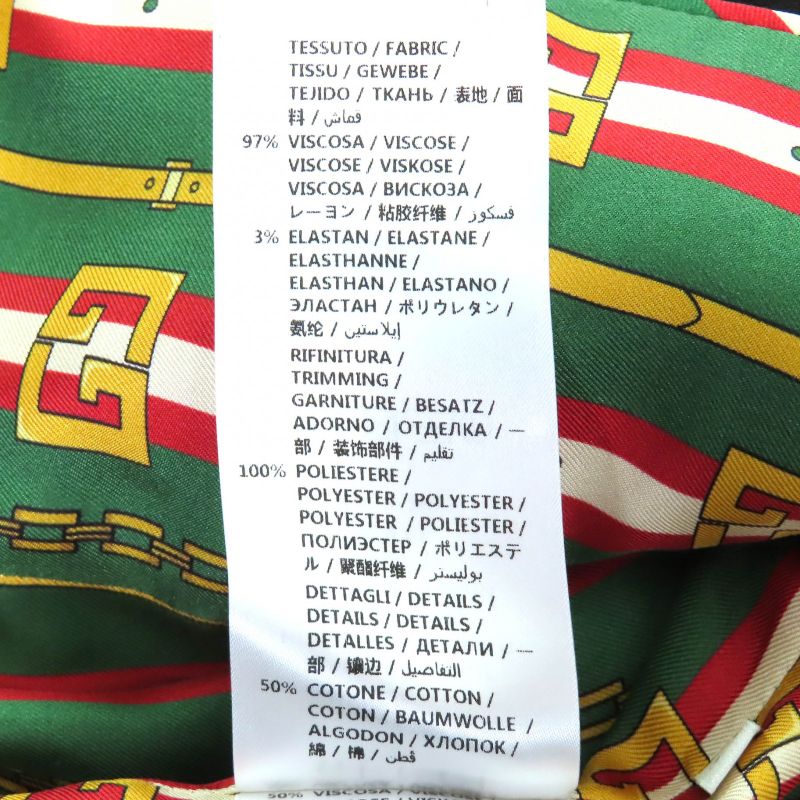 TESSUTO / FABRIC /
TISSU / GEWEBE /
TEJIDO / ТКАНЬ / 表地 / 面
料 / قماش
97% VISCOSA / VISCOSE /
VISCOSE / VISKOSE /
VISCOSA / ВИСКОЗА /
レーヨン / 粘胶纤维 / فسكوز
3% ELASTAN / ELASTANE /
ELASTHANNE /
ELASTHAN / ELASTANO /
ЭЛАСТАН / ポリウレタン /
氨纶 / إيلاستين
RIFINITURA /
TRIMMING /
GARNITURE / BESATZ /
ADORNO / ОТДЕЛКА / 一
部 / 装饰部件 / تقليم
100% POLIESTERE /
POLYESTER / POLYESTER /
POLYESTER / POLIESTER /
ПОЛИЭСТЕР / ポリエステ
ル / 聚酯纤维 / بوليستر
DETTAGLI / DETAILS /
DETAILS / DETAILS /
DETALLES / ДЕТАЛИ / 一
部 / 镶边 / التفاصيل
50% COTONE / COTTON /
COTON / BAUMWOLLE /
ALGODON / ХЛОПОК /
綿 / 棉 / قطن
50% VISCOSA / VISCOSE /